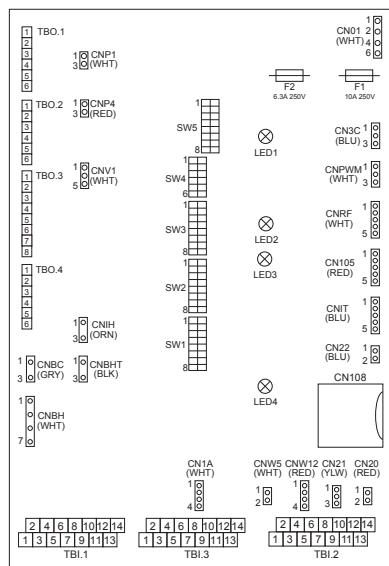 TBO.1
1
2
3
4
5
6
CNP1
(WHT)
1
3
TBO.2
1
2
3
4
5
6
CNP4
(RED)
1
3
TBO.3
1
2
3
4
5
6
7
8
CNV1
(WHT)
1
5
TBO.4
1
2
3
4
5
6
CNIH
(ORN)
1
3
CNBC
(GRY)
1
3
CNBHT
(BLK)
1
3
CNBH
(WHT)
1
7
SW5
1
8
SW4
1
6
SW3
1
8
SW2
1
8
SW1
1
8
LED1
LED2
LED3
LED4
CN01
(WHT)
1
2
4
6
F2
6.3A 250V
F1
10A 250V
CN3C
(BLU)
1
3
CNPWM
(WHT)
1
3
CNRF
(WHT)
1
5
CN105
(RED)
1
5
CNIT
(BLU)
1
5
CN22
(BLU)
1
2
CN108
CN1A
(WHT)
1
4
CNW5
(WHT)
1
2
CNW12
(RED)
1
4
CN21
(YLW)
1
3
CN20
(RED)
1
2
2 4 6 8 10 12 14
1 3 5 7 9 11 13
TBI.1
2 4 6 8 10 12 14
1 3 5 7 9 11 13
TBI.3
2 4 6 8 10 12 14
1 3 5 7 9 11 13
TBI.2